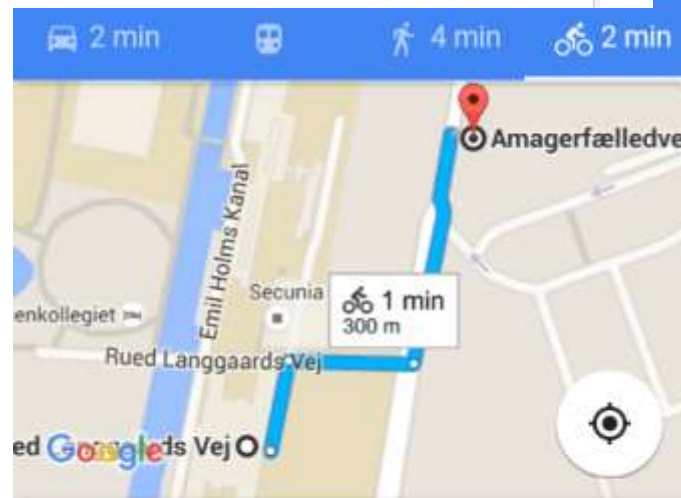 2 min 4 min 2 min
Amagerfælledve
Emil Holms Kanal
Secunia
1 min
300 m
enkollegiet
Rued Langgaards Vej
ed Google ds Vej